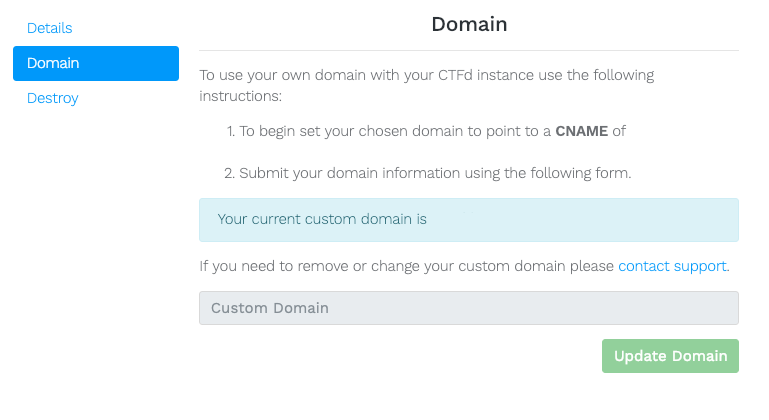 Details
Domain
Destroy
Domain
To use your own domain with your CTFd instance use the following
instructions:
1. To begin set your chosen domain to point to a CNAME of
2. Submit your domain information using the following form.
Your current custom domain is
If you need to remove or change your custom domain please contact support.
Custom Domain
Update Domain